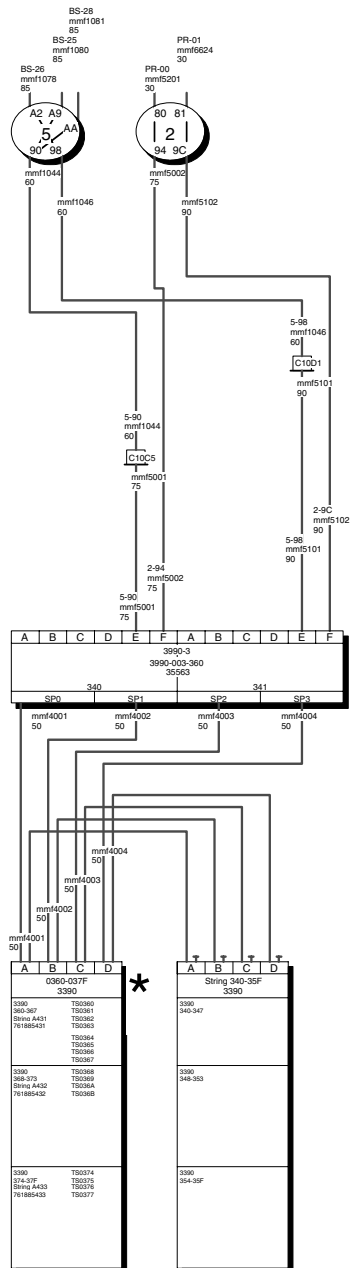 BS-28
mmf1081
85
BS-25
mmf1080
85
BS-26
mmf1078
85
PR-01
mmf6624
30
PR-00
mmf5201
30
A2 A9
AA
5
90 98
80 81
2
94 9C
mmf1044
60
mmf5002
75
mmf1046
60
mmf5102
90
5-98
mmf1046
60
C10D1
mmf5101
90
5-90
mmf1044
60
C10C5
mmf5001
75
2-9C
mmf5102
90
5-98
mmf5101
90
2-94
mmf5002
75
5-90
mmf5001
75
A B C D E F A B C D E F
3990-3
3990-003-360
35563
340 341
SP0 SP1 SP2 SP3
mmf4001
50
mmf4002
50
mmf4003
50
mmf4004
50
mmf4004
50
mmf4003
50
mmf4002
50
mmf4001
50
A B C D
0360-037F
3390
*
A B C D
String 340-35F
3390
3390 TS0360
360-367 TS0361
String A431 TS0362
761885431 TS0363
TS0364
TS0365
TS0366
TS0367
3390
340-347
3390 TS0368
368-373 TS0369
String A432 TS036A
761885432 TS036B
3390
348-353
3390 TS0374
374-37F TS0375
String A433 TS0376
761885433 TS0377
3390
354-35F